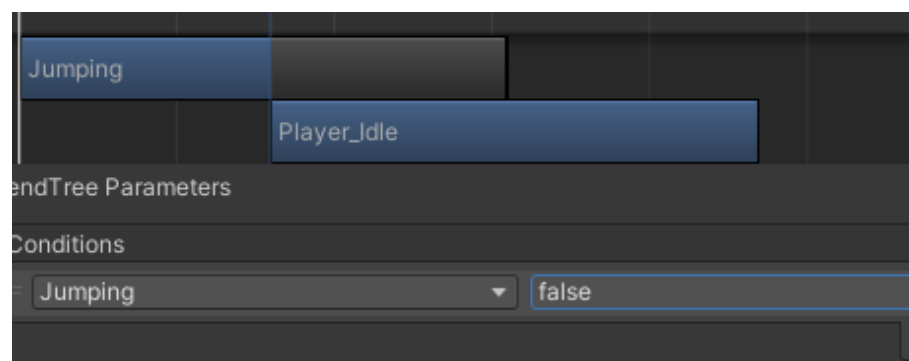 Jumping
Player_Idle
endTree Parameters
Conditions
Jumping false